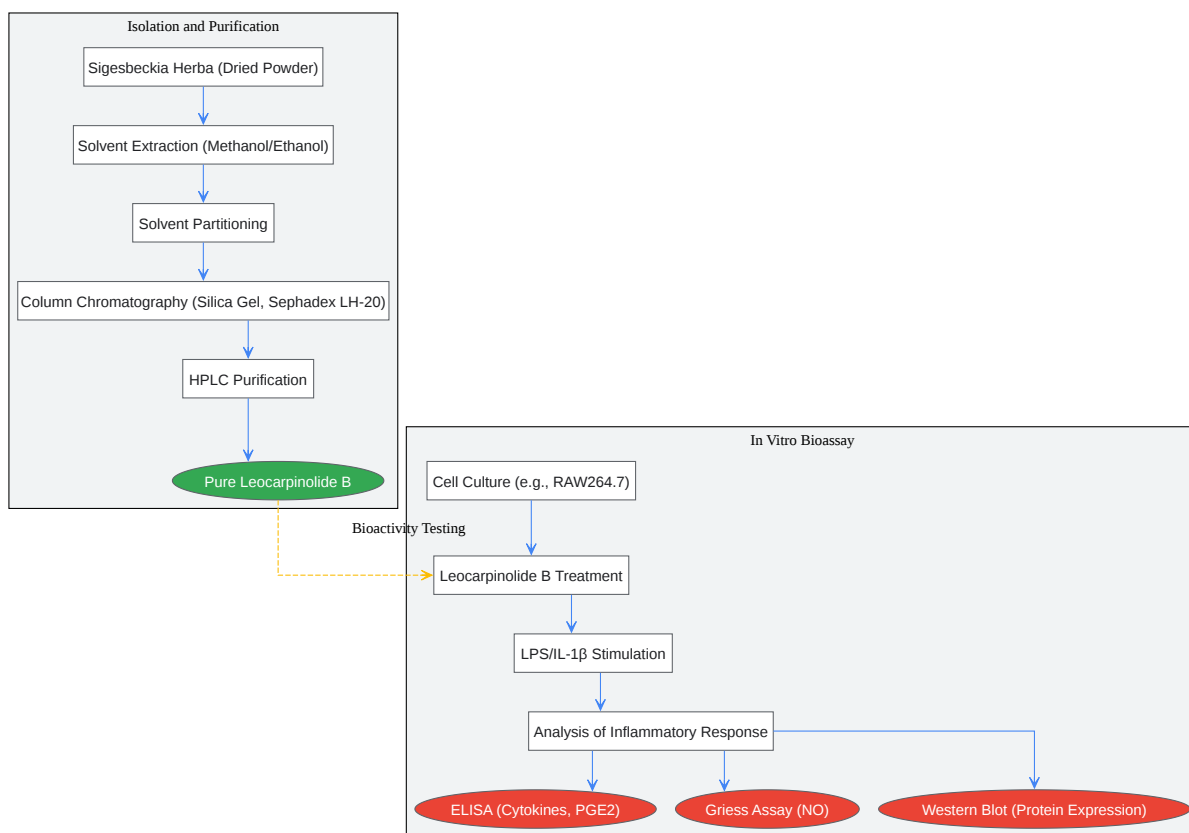 Isolation and Purification
Sigesbeckia Herba (Dried Powder)
Solvent Extraction (Methanol/Ethanol)
Solvent Partitioning
Column Chromatography (Silica Gel, Sephadex LH-20)
HPLC Purification
Pure Leocarpinolide B
Bioactivity Testing
In Vitro Bioassay
Cell Culture (e.g., RAW264.7)
Leocarpinolide B Treatment
LPS/IL-1β Stimulation
Analysis of Inflammatory Response
ELISA (Cytokines, PGE2)
Griess Assay (NO)
Western Blot (Protein Expression)